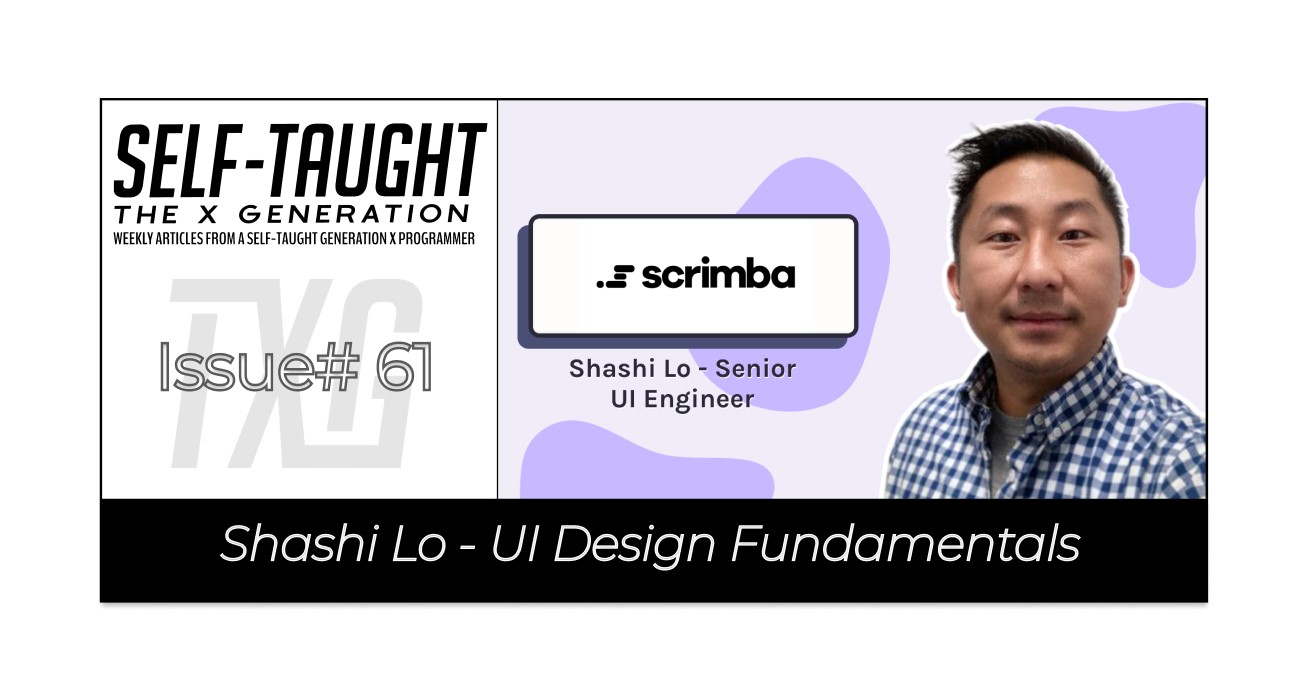 SELF-TAUGHT
THE X GENERATION
WEEKLY ARTICLES FROM A SELF-TAUGHT GENERATION X PROGRAMMER
TXG
Issue# 61
scrimba
Shashi Lo - Senior
UI Engineer
Shashi Lo - UI Design Fundamentals